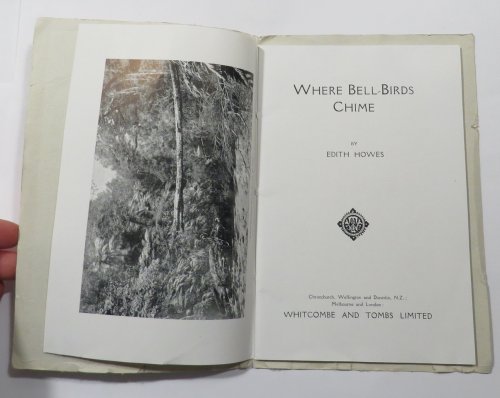 WHERE BELL-BIRDS
CHIME
BY
EDITH HOWES
Christchurch, Wellington and Dunedin, N.Z.:
Melbourne and London:
WHITCOMBE AND TOMBS LIMITED